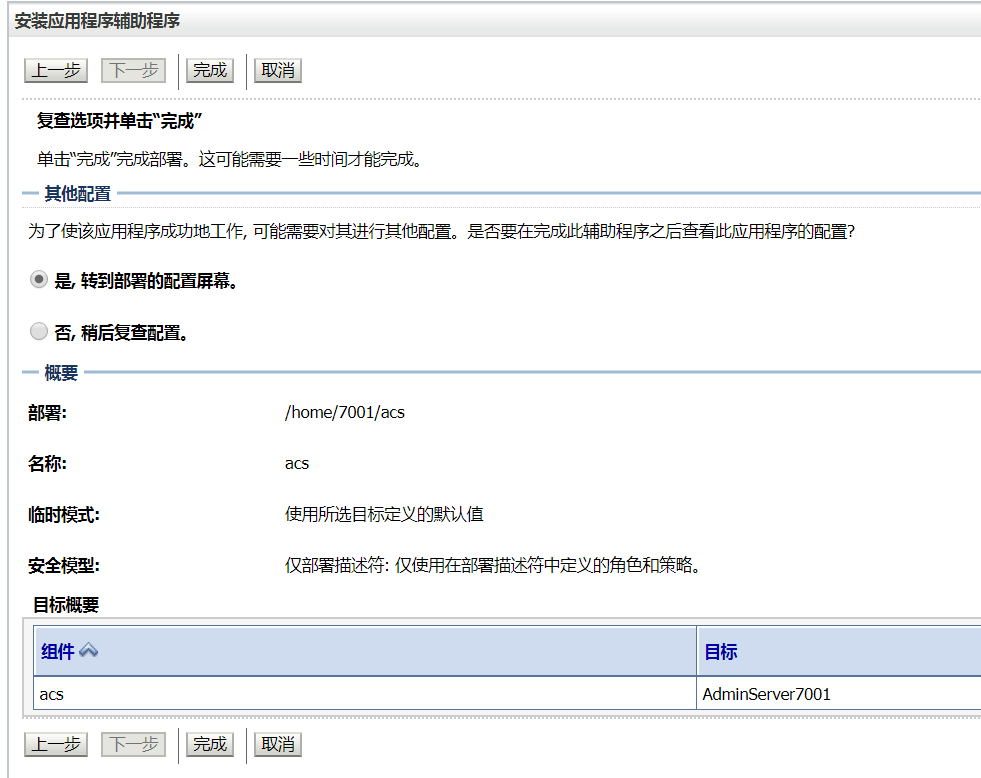 安装应用程序辅助程序
上一步 下一步 完成 取消
复查选项并单击“完成”
单击“完成”完成部署。这可能需要一些时间才能完成。
其他配置
为了使该应用程序成功地工作, 可能需要对其进行其他配置。是否要在完成此辅助程序之后查看此应用程序的配置?
是, 转到部署的配置屏幕。
否, 稍后复查配置。
概要
部署: /home/7001/acs
名称: acs
临时模式: 使用所选目标定义的默认值
安全模型: 仅部署描述符: 仅使用在部署描述符中定义的角色和策略。
目标概要
组件 目标
acs AdminServer7001
上一步 下一步 完成 取消